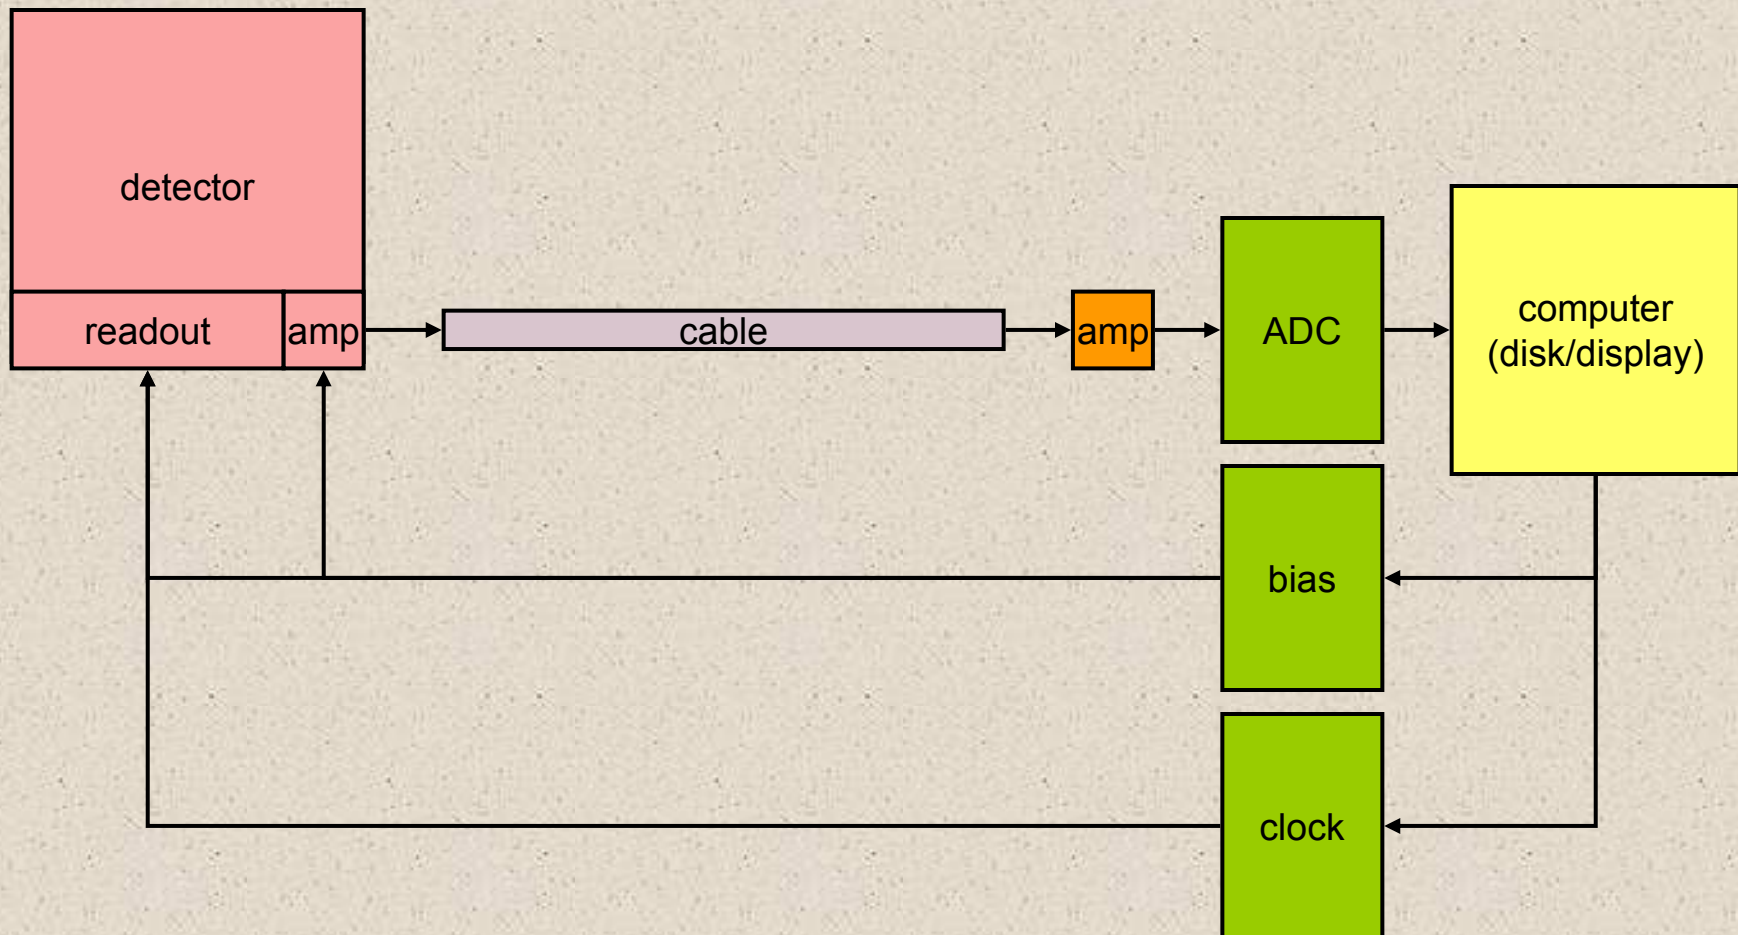 detector
readout
amp
cable
amp
ADC
computer
(disk/display)
bias
clock